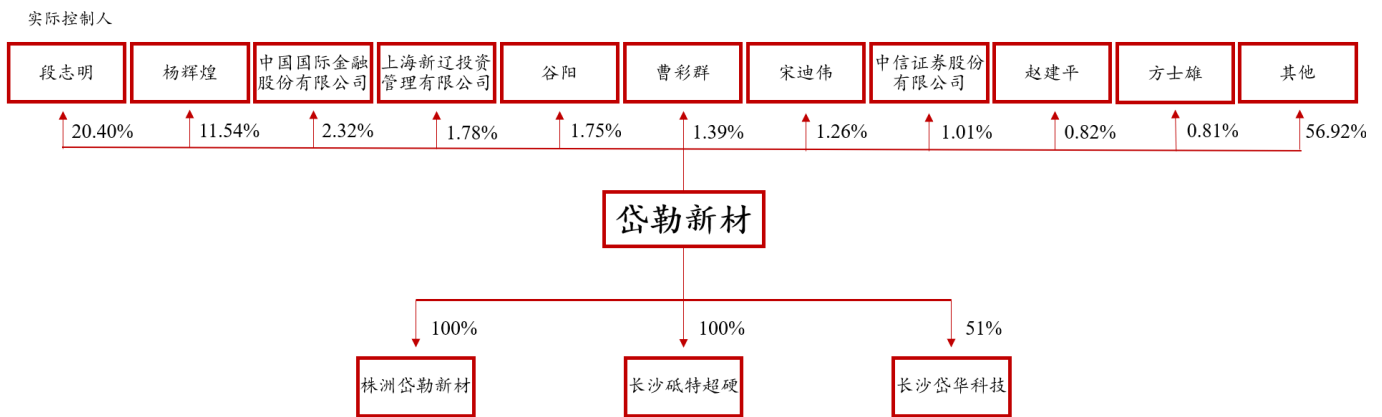 实际控制人
段志明
杨辉煌
中国国际金融
股份有限公司
上海新辽投资
管理有限公司
谷阳
曹彩群
宋迪伟
中信证券股份
有限公司
赵建平
方士雄
其他
20.40%
11.54%
2.32%
1.78%
1.75%
1.39%
1.26%
1.01%
0.82%
0.81%
56.92%
岱勒新材
100%
100%
51%
株洲岱勒新材
长沙砥特超硬
长沙岱华科技